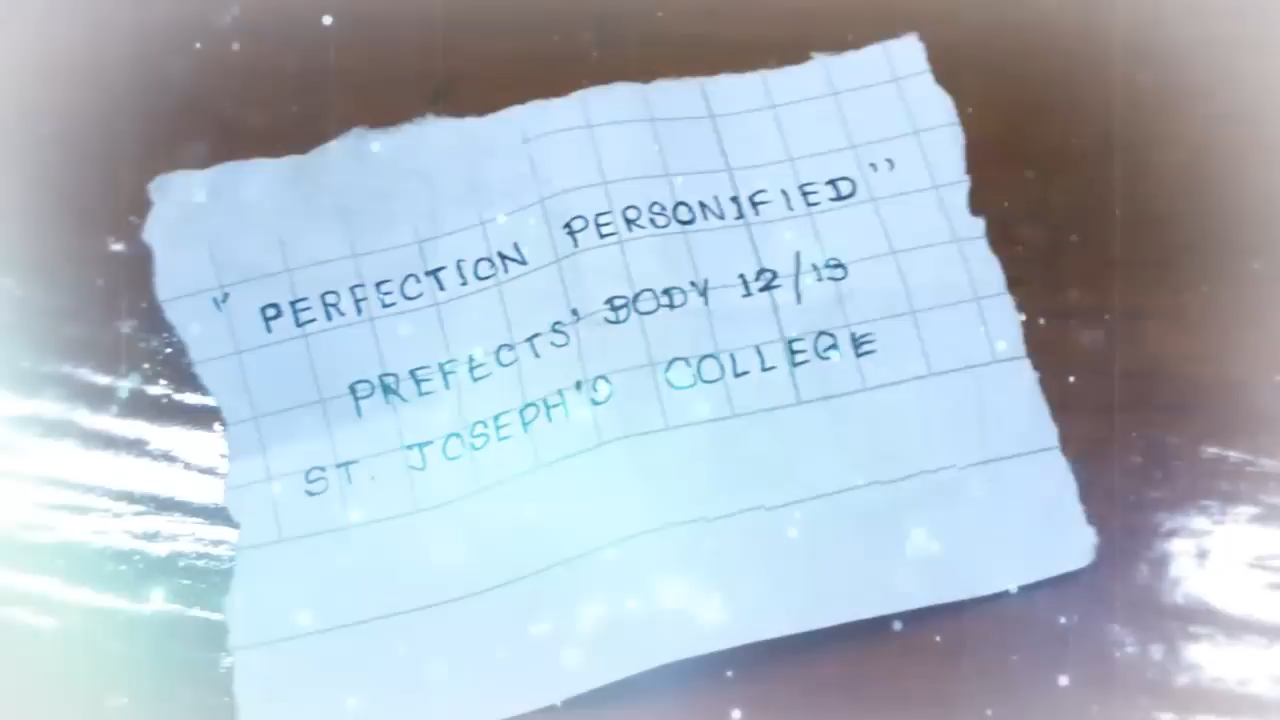 "PERFECTION PERSONIFIED"
PREFECTS' BODY 12/13
ST. JOSEPH'S COLLEGE